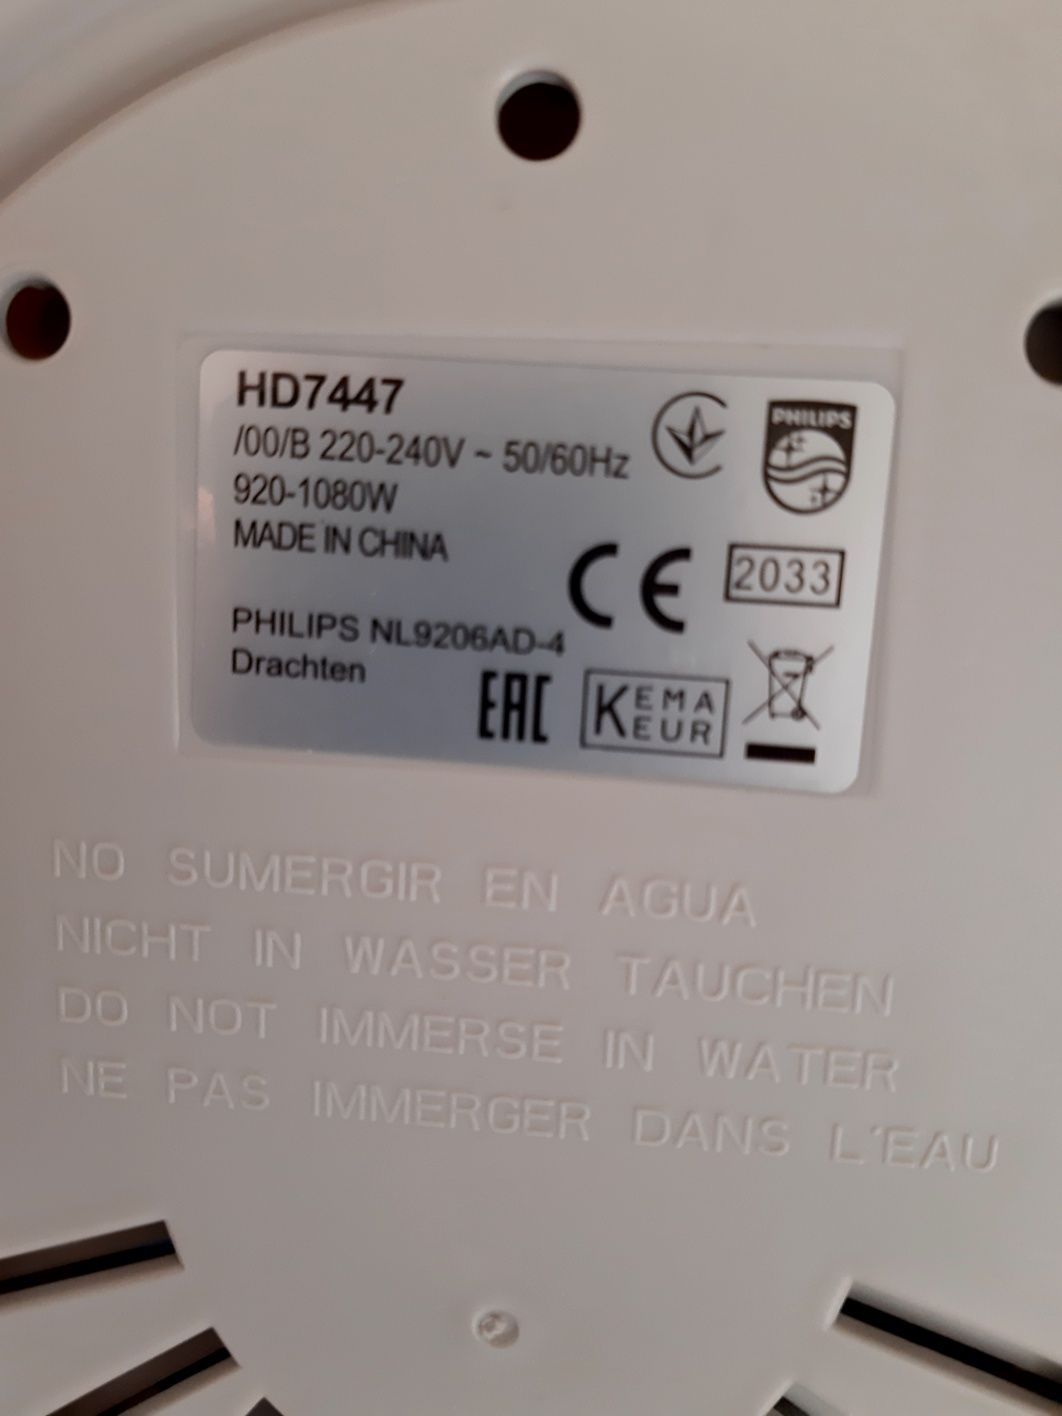 HD7447
/00/B 220-240V ~ 50/60Hz
920-1080W
MADE IN CHINA
PHILIPS
CE
2033
PHILIPS NL9206AD-4
Drachten
EAC
KEMA
KEUR
NO SUMERGIR EN AGUA
NICHT IN WASSER TAUCHEN
DO NOT IMMERSE IN WATER
NE PAS IMMERGER DANS L'EAU